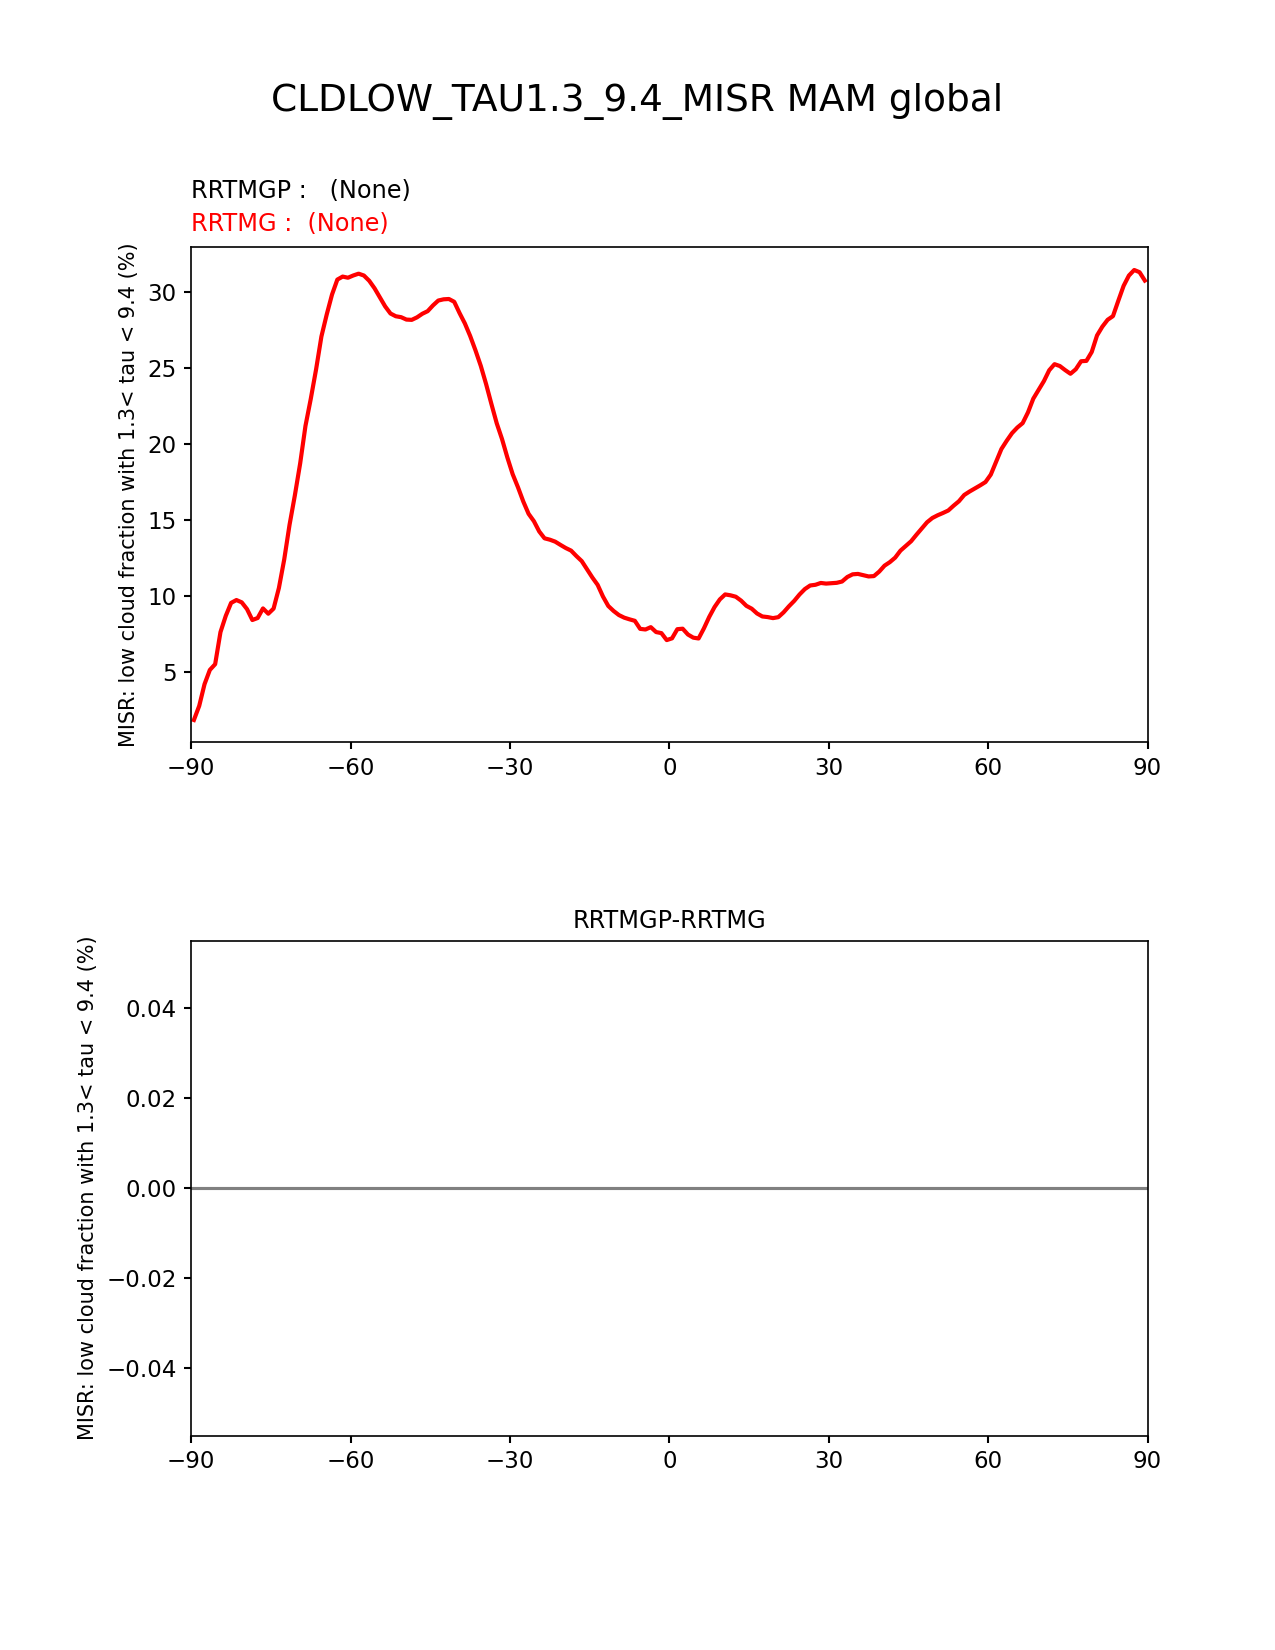 CLDLOW_TAU1.3_9.4_MISR MAM global
RRTMGP :   (None)
RRTMG :  (None)
MISR: low cloud fraction with 1.3< tau < 9.4 (%)
30
25
20
15
10
5
−90 −60 −30 0 30 60 90
RRTMGP-RRTMG
MISR: low cloud fraction with 1.3< tau < 9.4 (%)
0.04
0.02
0.00
−0.02
−0.04
−90 −60 −30 0 30 60 90